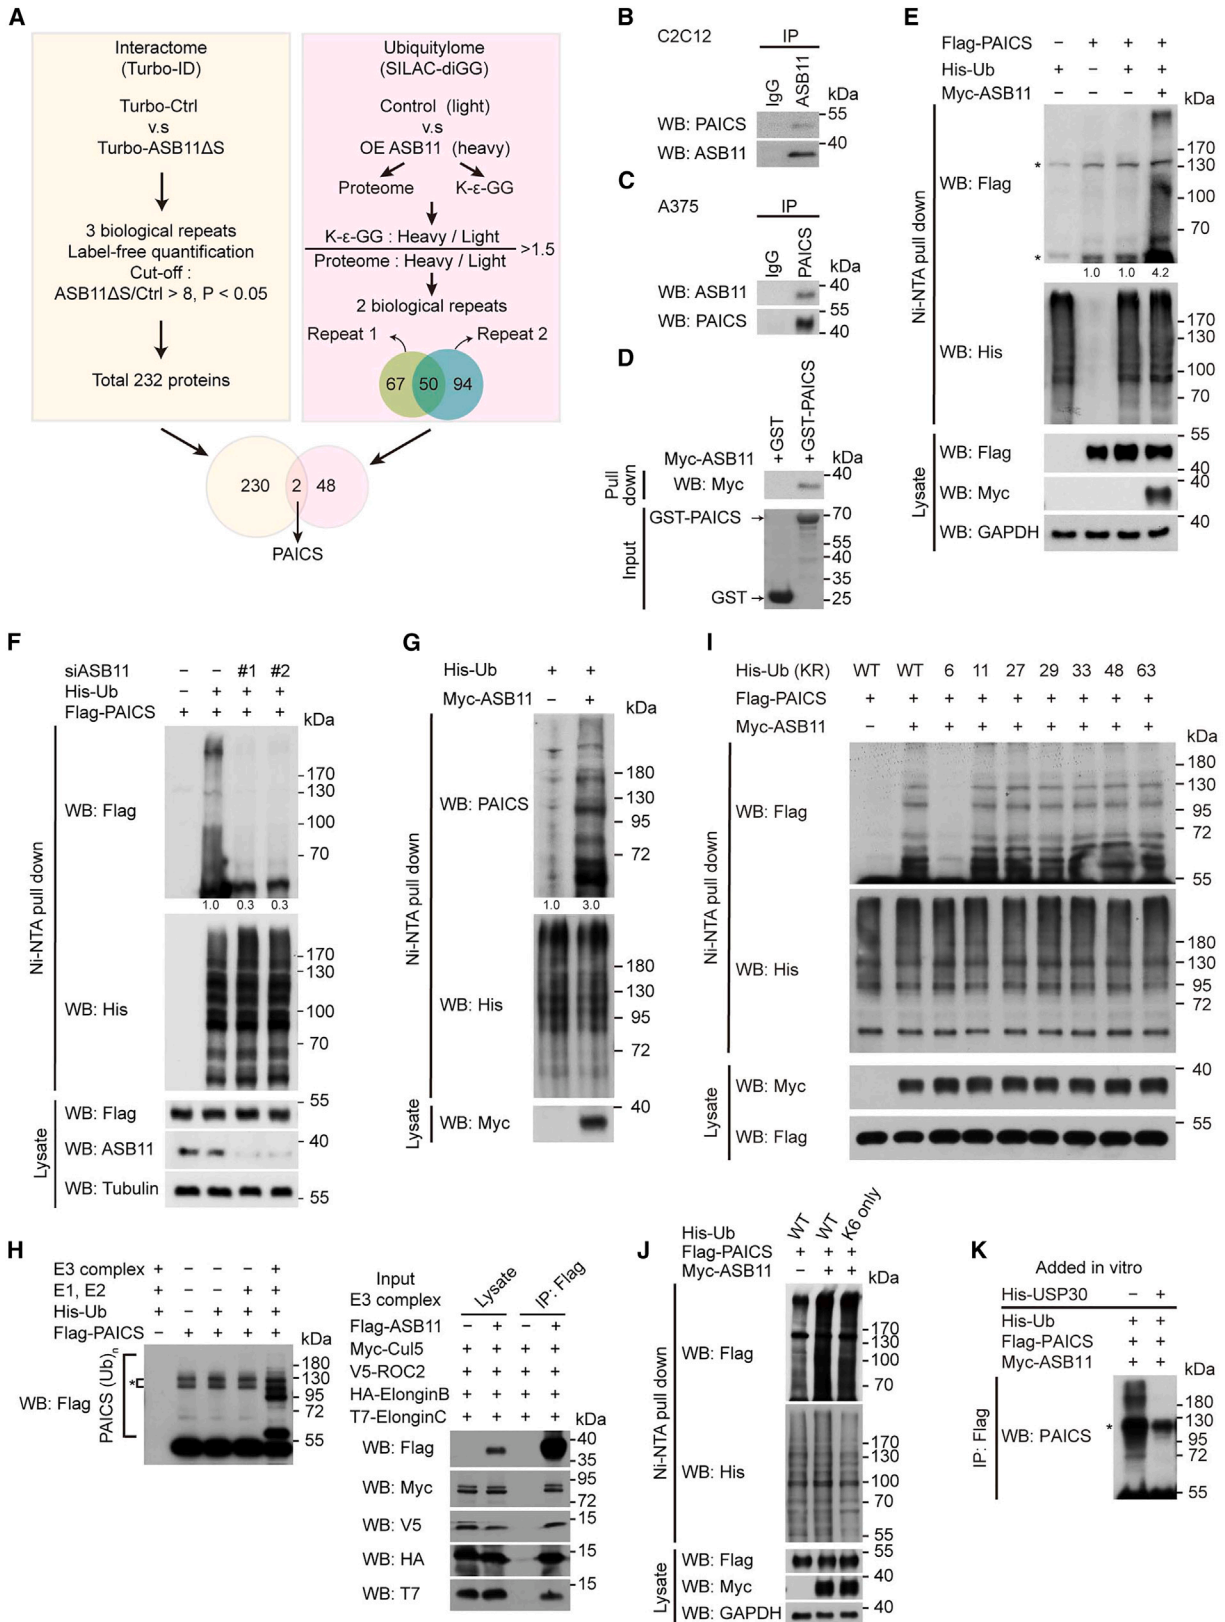 A
Interactome
(Turbo-ID)
Turbo-Ctrl
v.s
Turbo-ASB11ΔS
3 biological repeats
Label-free quantification
Cut-off :
ASB11ΔS/Ctrl > 8, P < 0.05
Total 232 proteins
Ubiquitylome
(SILAC-diGG)
Control (light)
v.s
OE ASB11 (heavy)
Proteome K-ε-GG
K-ε-GG : Heavy / Light
Proteome : Heavy / Light
>1.5
2 biological repeats
Repeat 1 Repeat 2
67 50 94
230 2 48
PAICS
B
C2C12
IP
IgG ASB11
kDa
WB: PAICS
55
40
WB: ASB11
C
A375
IP
IgG PAICS
kDa
WB: ASB11
40
WB: PAICS
55
40
D
GST GST-PAICS
Myc-ASB11 + + kDa
Pull down
WB: Myc
40
Input
GST-PAICS
70
55
40
35
GST
25
E
Flag-PAICS − + + +
His-Ub + − + +
Myc-ASB11 − − − +
kDa
Ni-NTA pull down
WB: Flag
*
*
170
130
100
70
1.0 1.0 4.2
WB: His
170
130
100
70
Lysate
WB: Flag
55
40
WB: Myc
40
WB: GAPDH
40
F
siASB11 − − #1 #2
His-Ub − + + +
Flag-PAICS + + + +
kDa
Ni-NTA pull down
WB: Flag
170
130
100
70
1.0 0.3 0.3
WB: His
170
130
100
70
Lysate
WB: Flag
55
WB: ASB11
40
WB: Tubulin
55
G
His-Ub + +
Myc-ASB11 − +
kDa
Ni-NTA pull down
WB: PAICS
180
130
95
72
1.0 3.0
WB: His
180
130
95
72
Lysate
WB: Myc
40
I
His-Ub (KR) WT WT 6 11 27 29 33 48 63
Flag-PAICS + + + + + + + + +
Myc-ASB11 − + + + + + + + +
kDa
Ni-NTA pull down
WB: Flag
180
130
95
72
55
WB: His
180
130
95
72
Lysate
WB: Myc
40
WB: Flag
55
H
E3 complex + − − − +
E1, E2 + − − + +
His-Ub + − + + +
Flag-PAICS − + + + +
kDa
WB: Flag
PAICS (Ub)n
*
180
130
95
72
55
Input
E3 complex
Lysate
IP: Flag
Flag-ASB11 − + − +
Myc-Cul5 + + + +
V5-ROC2 + + + +
HA-ElonginB + + + +
T7-ElonginC + + + +
kDa
WB: Flag
40
35
WB: Myc
95
72
WB: V5
15
WB: HA
15
WB: T7
15
J
His-Ub WT WT K6 only
Flag-PAICS + + +
Myc-ASB11 − + +
kDa
Ni-NTA pull down
WB: Flag
170
130
100
70
WB: His
170
130
100
70
55
Lysate
WB: Flag
55
WB: Myc
40
WB: GAPDH
40
K
Added in vitro
His-USP30 − +
His-Ub + +
Flag-PAICS + +
Myc-ASB11 + +
kDa
IP: Flag
WB: PAICS
*
180
130
95
72
55